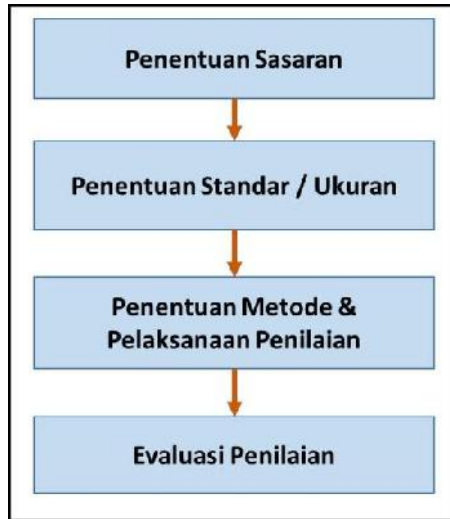 Penentuan Sasaran
Penentuan Standar / Ukuran
Penentuan Metode &
Pelaksanaan Penilaian
Evaluasi Penilaian